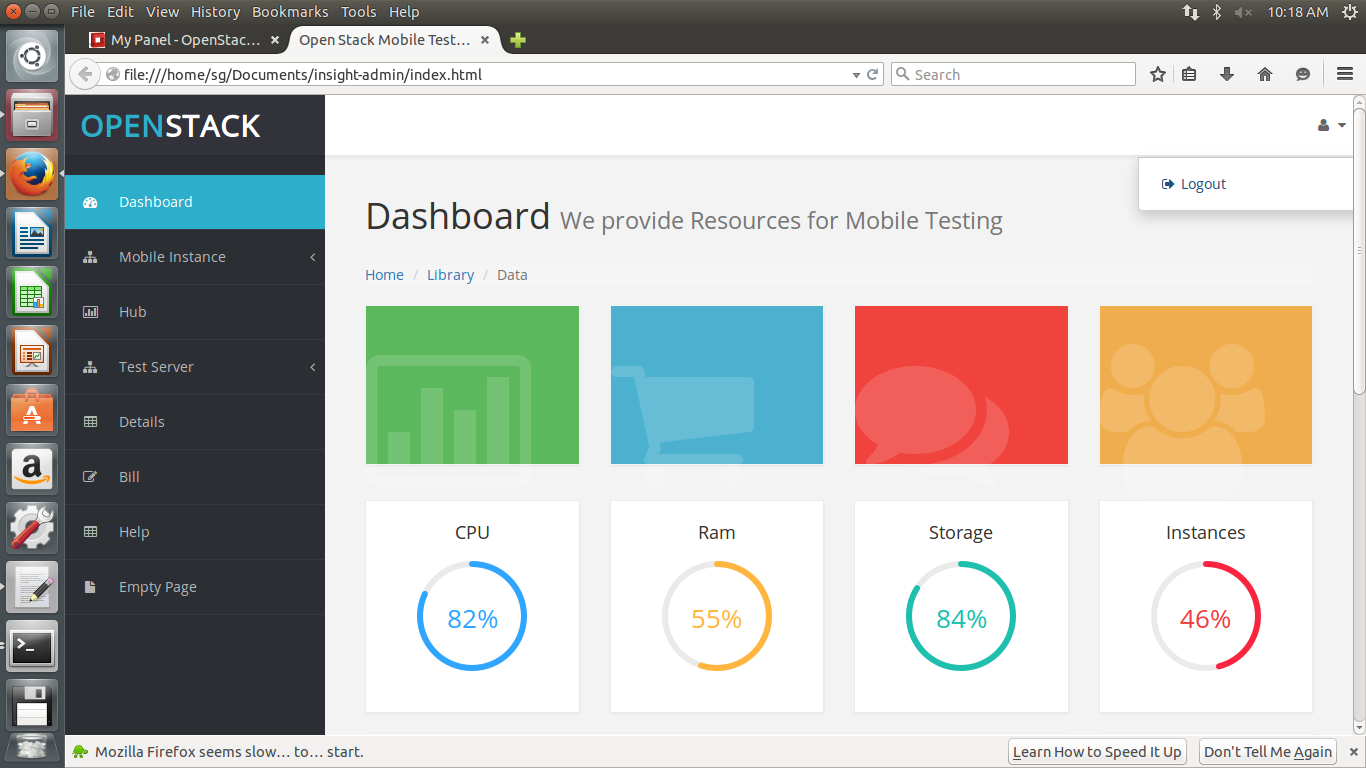 File Edit View History Bookmarks Tools Help 10:18 AM
My Panel - OpenStac... Open Stack Mobile Test...
file:///home/sg/Documents/insight-admin/index.html Search
OPENSTACK
Logout
Dashboard
Mobile Instance
Hub
Test Server
Details
Bill
Help
Empty Page
Dashboard We provide Resources for Mobile Testing
Home / Library / Data
CPU Ram Storage Instances
82% 55% 84% 46%
Mozilla Firefox seems slow... to... start. Learn How to Speed It Up Don't Tell Me Again